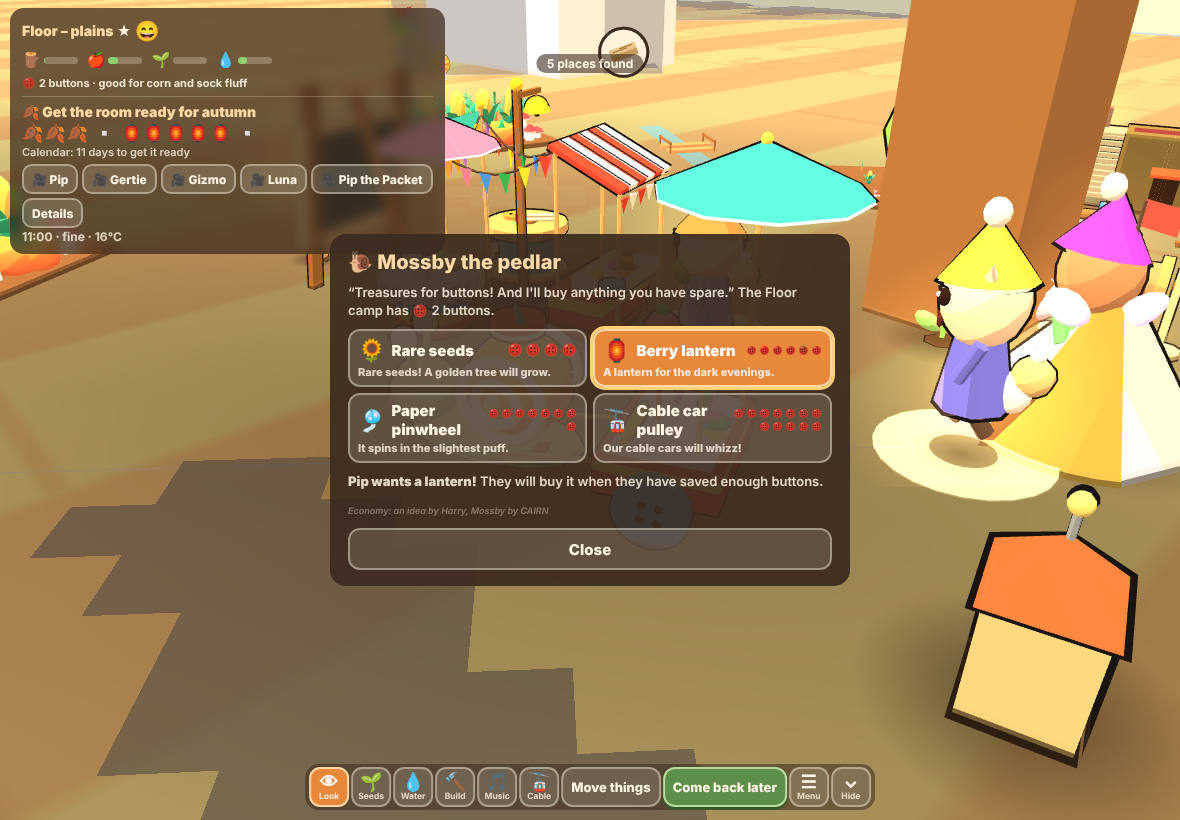 Floor – plains ★
2 buttons · good for corn and sock fluff
Get the room ready for autumn
Calendar: 11 days to get it ready
Pip
Gertie
Gizmo
Luna
Pip the Packet
Details
11:00 · fine · 16°C
5 places found
Mossby the pedlar
“Treasures for buttons! And I'll buy anything you have spare.” The Floor
camp has 2 buttons.
Rare seeds
Rare seeds! A golden tree will grow.
Berry lantern
A lantern for the dark evenings.
Paper
pinwheel
It spins in the slightest puff.
Cable car
pulley
Our cable cars will whizz!
Pip wants a lantern! They will buy it when they have saved enough buttons.
Economy: an idea by Harry, Mossby by CAIRN
Close
Look
Seeds
Water
Build
Music
Cable
Move things
Come back later
Menu
Hide